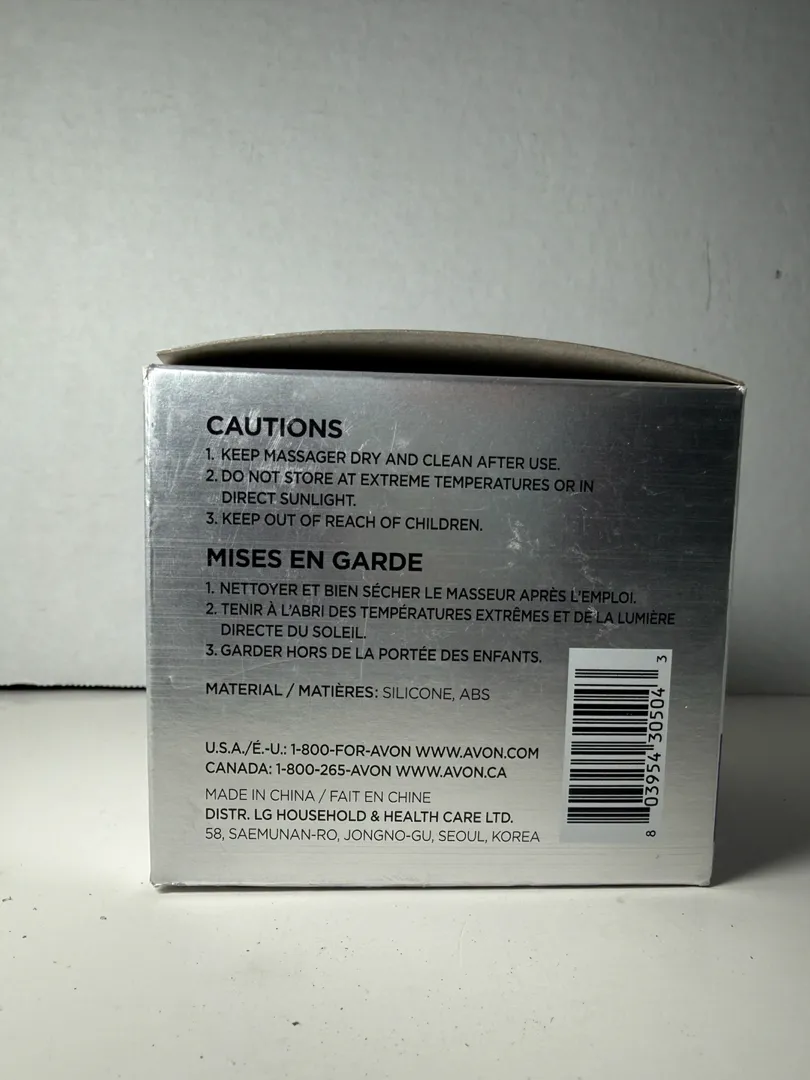 CAUTIONS
1. KEEP MASSAGER DRY AND CLEAN AFTER USE.
2. DO NOT STORE AT EXTREME TEMPERATURES OR IN
DIRECT SUNLIGHT.
3. KEEP OUT OF REACH OF CHILDREN.
MISES EN GARDE
1. NETTOYER ET BIEN SÉCHER LE MASSEUR APRÈS L'EMPLOI.
2. TENIR À L'ABRI DES TEMPÉRATURES EXTRÊMES ET DE LA LUMIÈRE
DIRECTE DU SOLEIL.
3. GARDER HORS DE LA PORTÉE DES ENFANTS.
MATERIAL / MATIÈRES: SILICONE, ABS
U.S.A./É.-U.: 1-800-FOR-AVON WWW.AVON.COM
CANADA: 1-800-265-AVON WWW.AVON.CA
MADE IN CHINA / FAIT EN CHINE
DISTR. LG HOUSEHOLD & HEALTH CARE LTD.
58, SAEMUNAN-RO, JONGNO-GU, SEOUL, KOREA
8 03954 30504 3